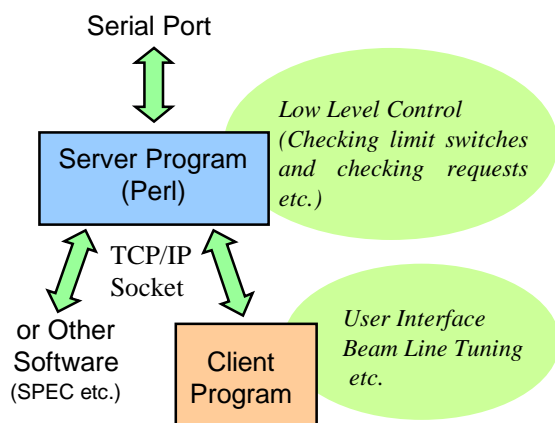 Serial Port
Low Level Control
(Checking limit switches
and checking requests
etc.)
Server Program
(Perl)
TCP/IP
Socket
or Other
Software
(SPEC etc.)
Client
Program
User Interface
Beam Line Tuning
etc.